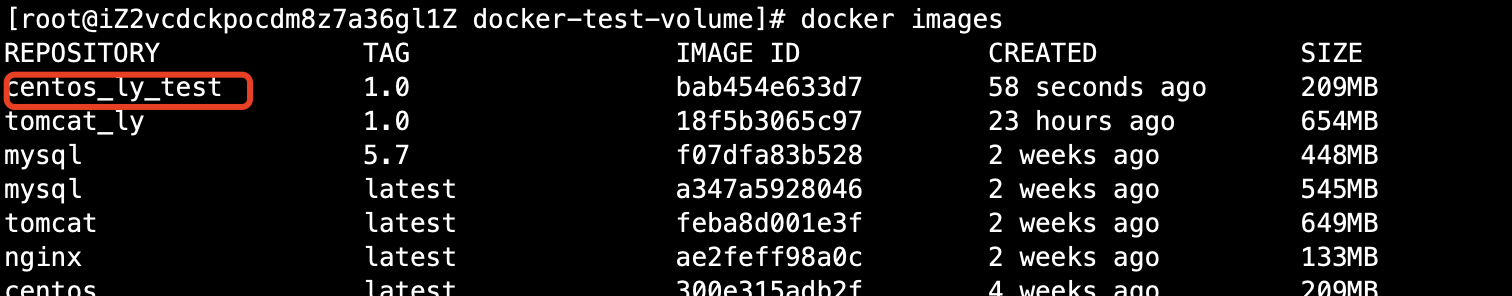 [root@iZ2vcdckpocdm8z7a36gl1Z docker-test-volume]# docker images
REPOSITORY TAG IMAGE ID CREATED SIZE
centos_ly_test 1.0 bab454e633d7 58 seconds ago 209MB
tomcat_ly 1.0 18f5b3065c97 23 hours ago 654MB
mysql 5.7 f07dfa83b528 2 weeks ago 448MB
mysql latest a347a5928046 2 weeks ago 545MB
tomcat latest feba8d001e3f 2 weeks ago 649MB
nginx latest ae2feff98a0c 2 weeks ago 133MB
centos latest 300e315adb2f 4 weeks ago 209MB